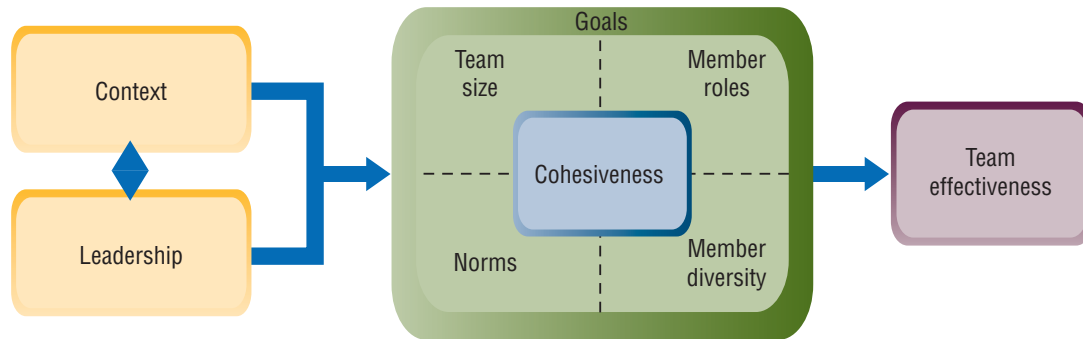 Context
Leadership
Goals
Team
size
Member
roles
Cohesiveness
Norms
Member
diversity
Team
effectiveness